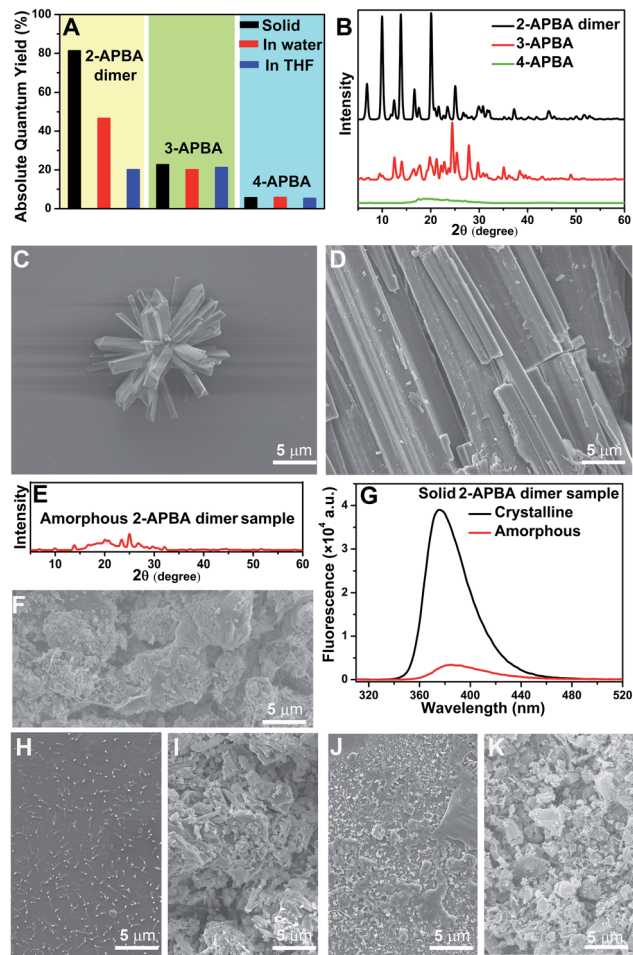 A
Absolute Quantum Yield (%)
100
80
60
40
20
0
Solid
In water
In THF
2-APBA
dimer
3-APBA
4-APBA
B
Intensity
2-APBA dimer
3-APBA
4-APBA
10 20 30 40 50 60
2θ (degree)
C
5 μm
D
5 μm
E
Intensity
Amorphous 2-APBA dimer sample
10 20 30 40 50 60
2θ (degree)
F
5 μm
G
Fluorescence (×10⁴ a.u.)
4
3
2
1
0
Solid 2-APBA dimer sample
Crystalline
Amorphous
320 360 400 440 480 520
Wavelength (nm)
H
5 μm
I
5 μm
J
5 μm
K
5 μm